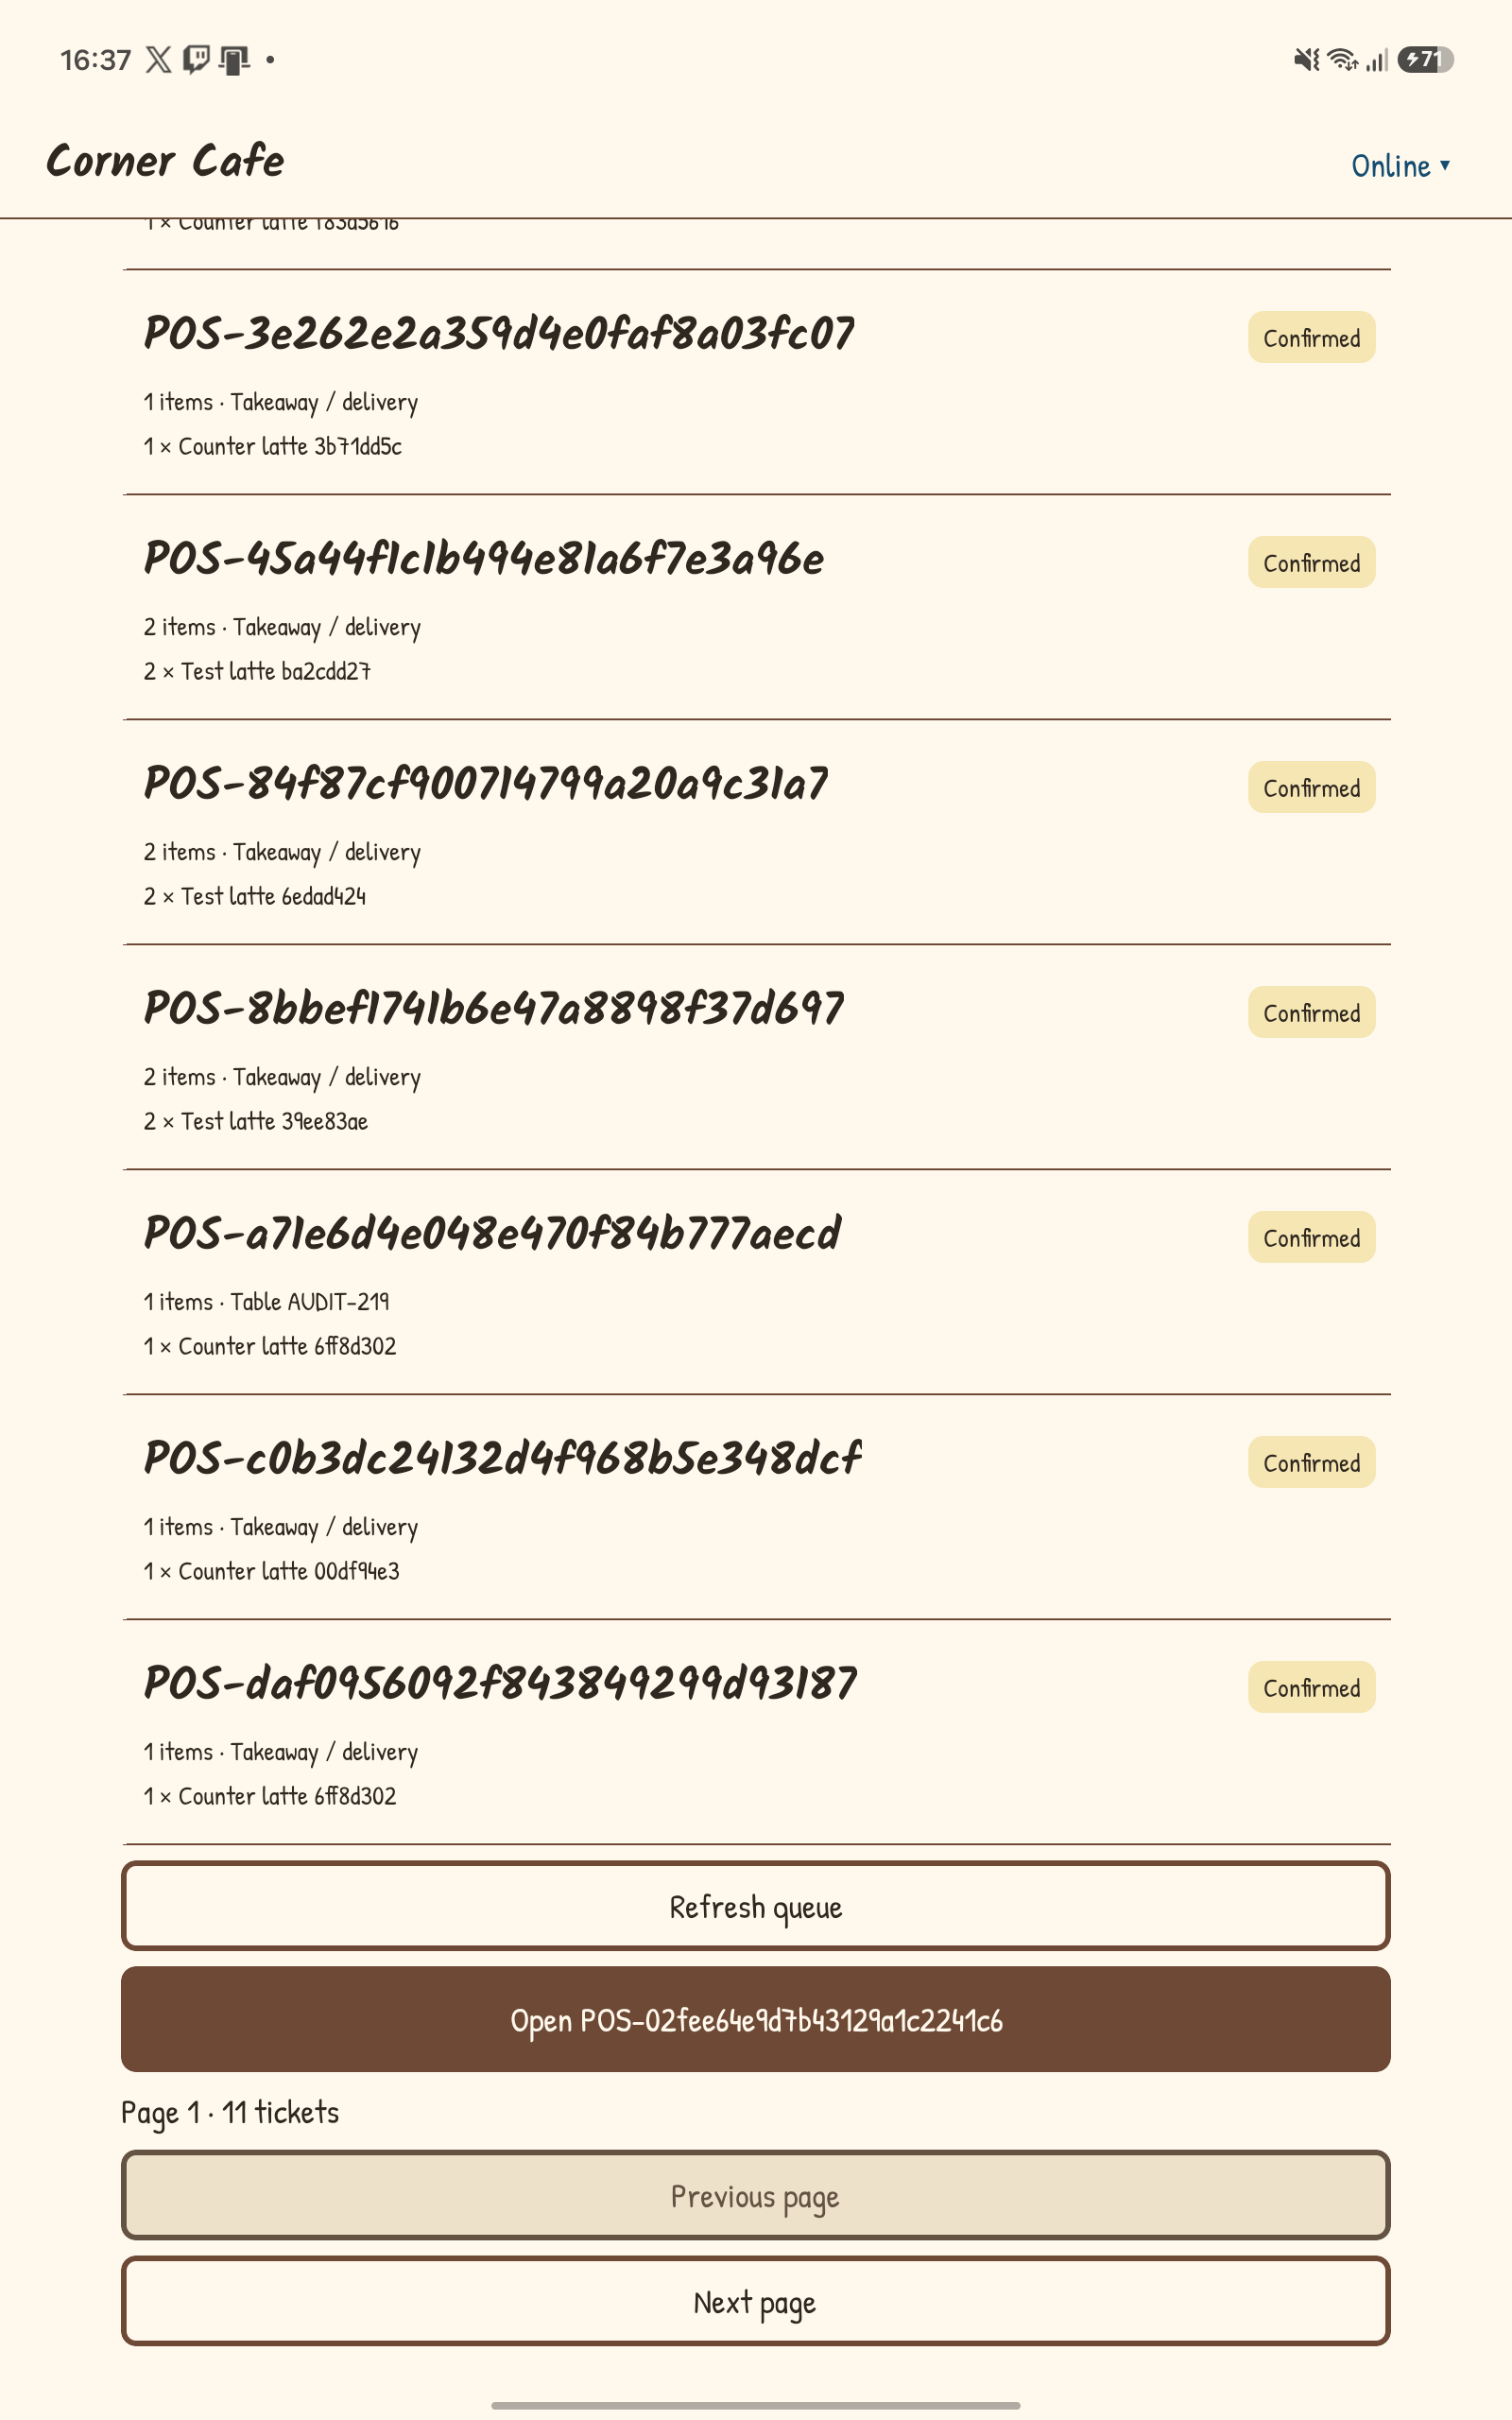 16:37
71
Corner Cafe
Online ▾
1 × Counter latte f83d5616
POS-3e262e2a359d4e0faf8a03fc07
Confirmed
1 items · Takeaway / delivery
1 × Counter latte 3b71dd5c
POS-45a44f1c1b494e81a6f7e3a96e
Confirmed
2 items · Takeaway / delivery
2 × Test latte ba2cdd27
POS-84f87cf900714799a20a9c31a7
Confirmed
2 items · Takeaway / delivery
2 × Test latte 6edad424
POS-8bbef1741b6e47a8898f37d697
Confirmed
2 items · Takeaway / delivery
2 × Test latte 39ee83ae
POS-a71e6d4e048e470f84b777aecd
Confirmed
1 items · Table AUDIT-219
1 × Counter latte 6ff8d302
POS-c0b3dc24132d4f968b5e348dcf
Confirmed
1 items · Takeaway / delivery
1 × Counter latte 00df94e3
POS-daf0956092f843849299d93187
Confirmed
1 items · Takeaway / delivery
1 × Counter latte 6ff8d302
Refresh queue
Open POS-02fee64e9d7b43129a1c2241c6
Page 1 · 11 tickets
Previous page
Next page